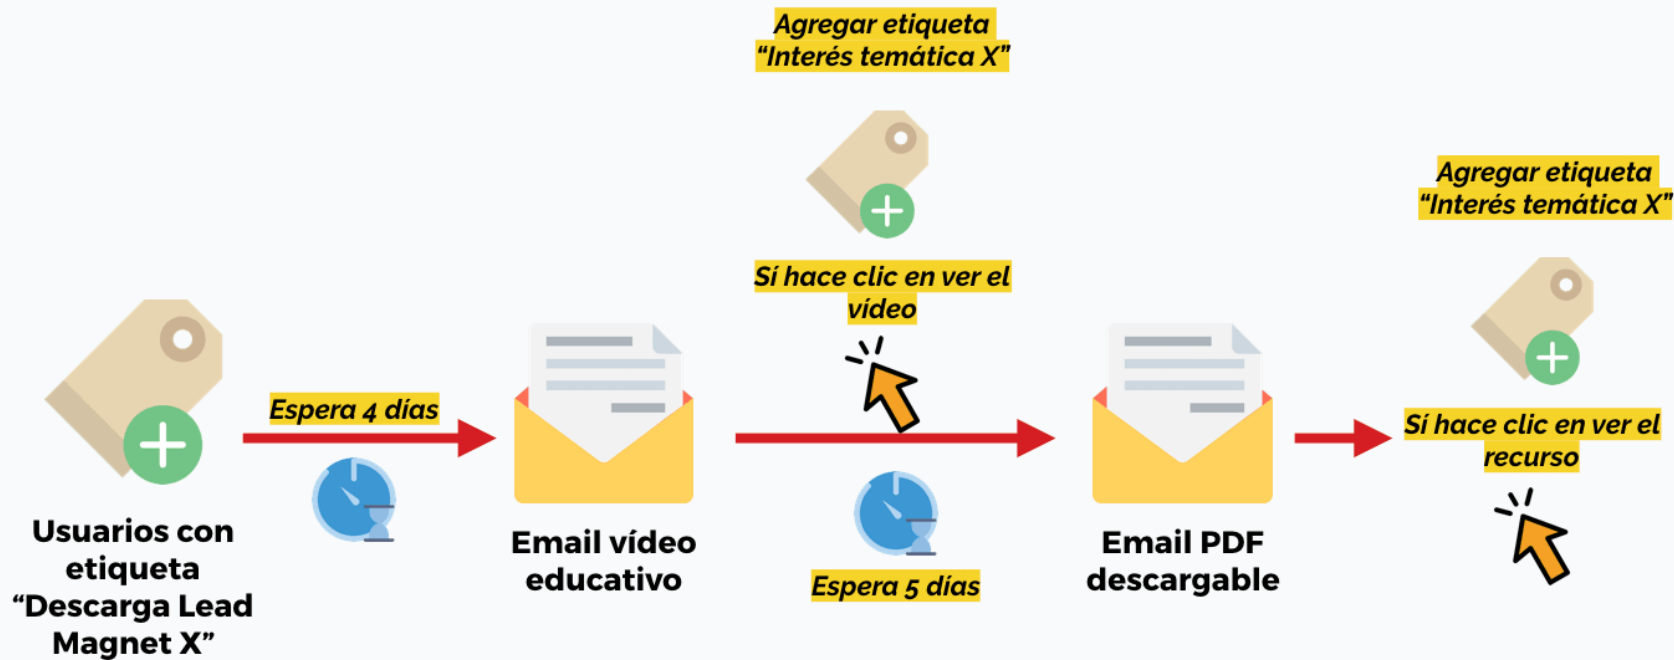 Agregar etiqueta
“Interés temática X”
Sí hace clic en ver el
vídeo
Agregar etiqueta
“Interés temática X”
Sí hace clic en ver el
recurso
Espera 4 días
Espera 5 días
Usuarios con
etiqueta
“Descarga Lead
Magnet X”
Email vídeo
educativo
Email PDF
descargable